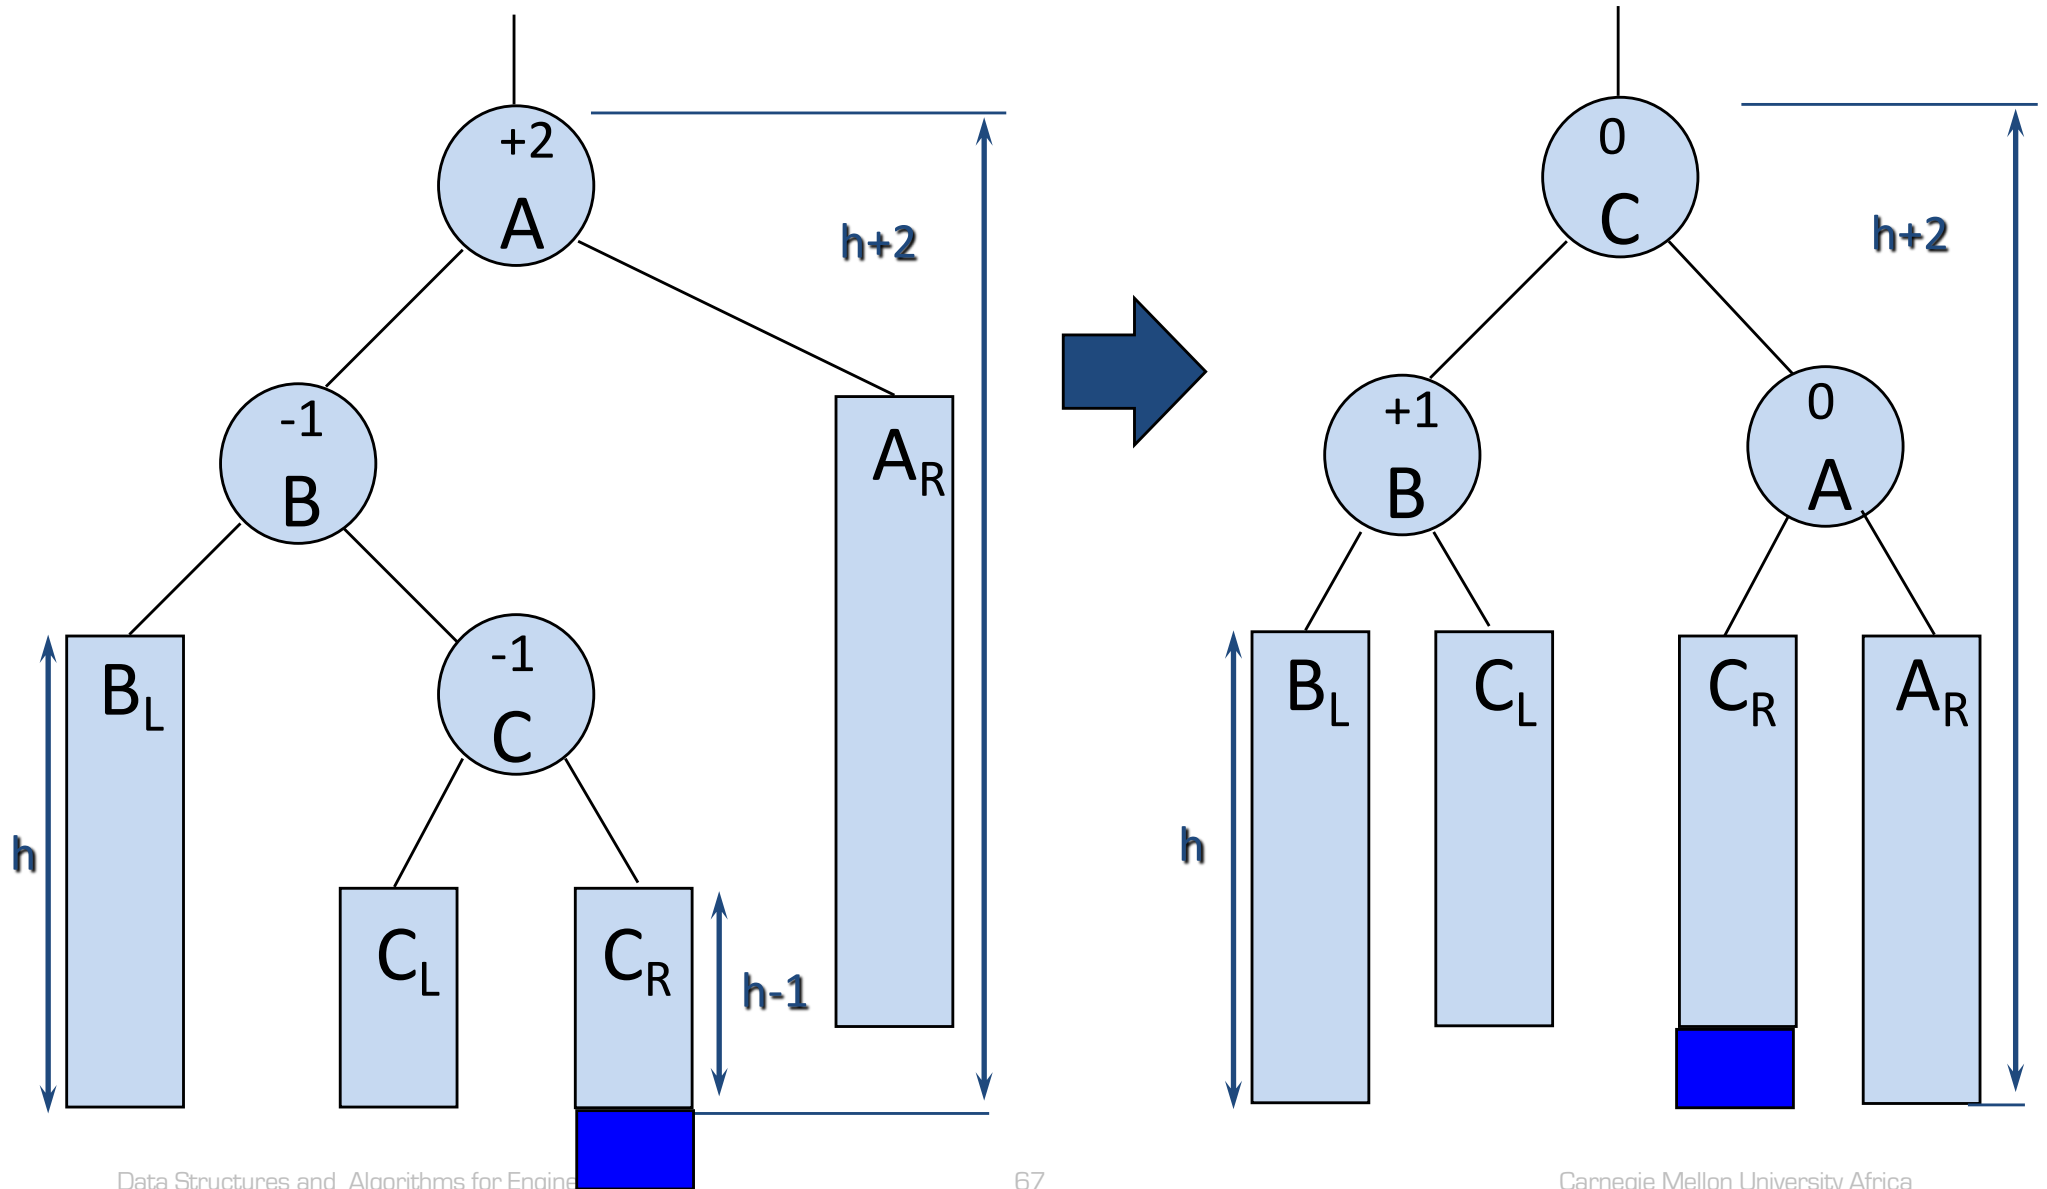 +2
A
h+2
-1
B
A_R
B_L
-1
C
h
C_L
C_R
h-1
0
C
h+2
+1
B
0
A
B_L
C_L
C_R
A_R
h
Data Structures and Algorithms for Engine
67
Carnegie Mellon University Africa